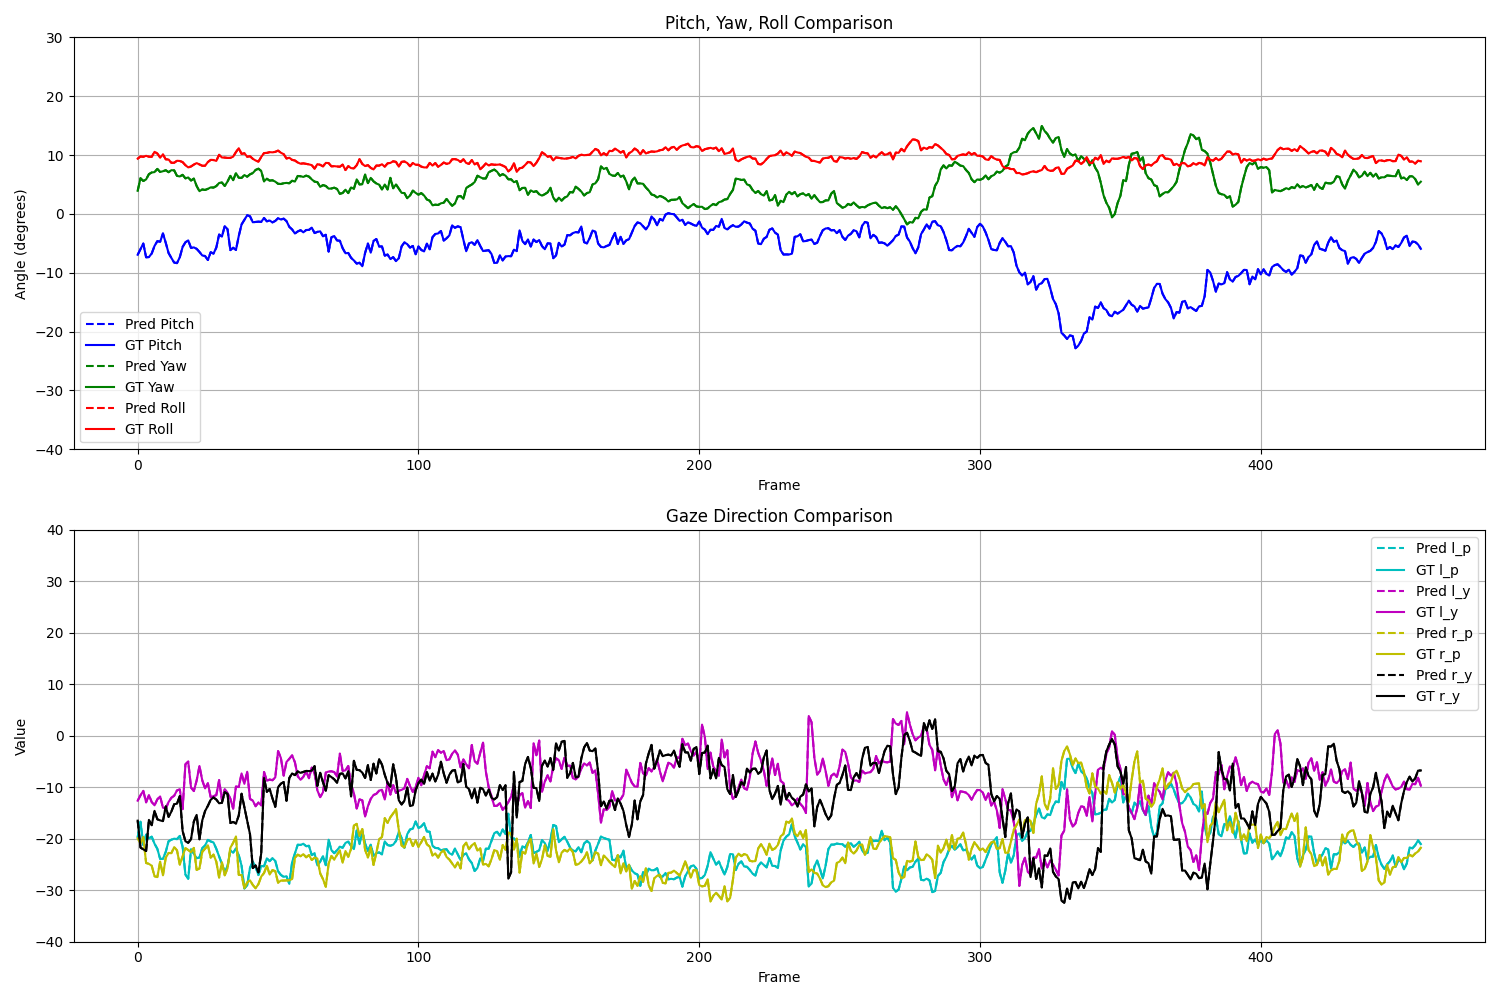 Pitch, Yaw, Roll Comparison
30
20
10
0
−10
−20
−30
−40
Angle (degrees)
Pred Pitch
GT Pitch
Pred Yaw
GT Yaw
Pred Roll
GT Roll
0 100 200 300 400
Frame
Gaze Direction Comparison
40
30
20
10
0
−10
−20
−30
−40
Value
Pred l_p
GT l_p
Pred l_y
GT l_y
Pred r_p
GT r_p
Pred r_y
GT r_y
0 100 200 300 400
Frame